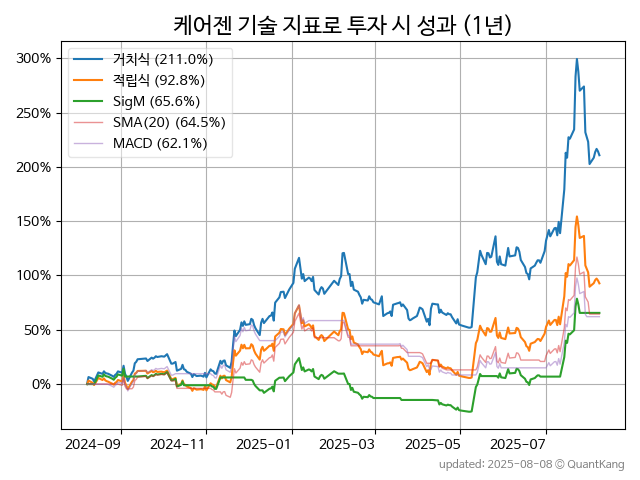 케어젠 기술 지표로 투자 시 성과 (1년)
300%
250%
200%
150%
100%
50%
0%
거치식 (211.0%)
적립식 (92.8%)
SigM (65.6%)
SMA(20) (64.5%)
MACD (62.1%)
2024-09
2024-11
2025-01
2025-03
2025-05
2025-07
updated: 2025-08-08 © QuantKang